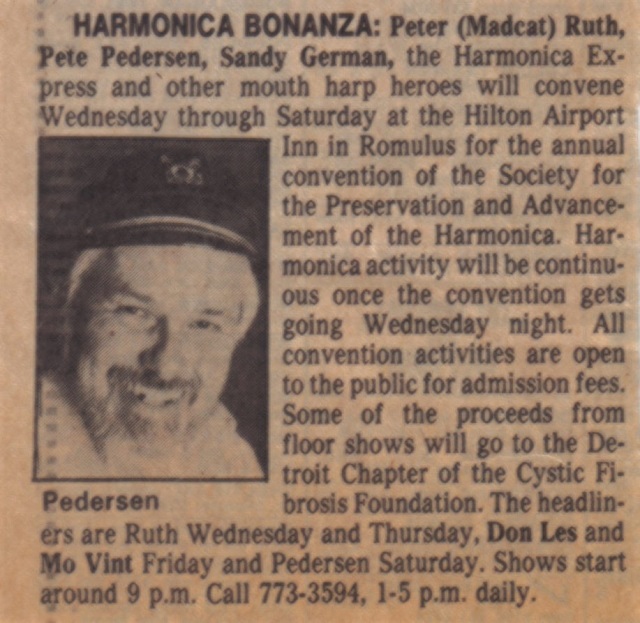 HARMONICA BONANZA: Peter (Madcat) Ruth,
Pete Pedersen, Sandy German, the Harmonica Ex-
press and other mouth harp heroes will convene
Wednesday through Saturday at the Hilton Airport
Inn in Romulus for the annual
convention of the Society for
the Preservation and Advance-
ment of the Harmonica. Har-
monica activity will be continu-
ous once the convention gets
going Wednesday night. All
convention activities are open
to the public for admission fees.
Some of the proceeds from
floor shows will go to the De-
troit Chapter of the Cystic Fi-
brosis Foundation. The headlin-
ers are Ruth Wednesday and Thursday, Don Les and
Mo Vint Friday and Pedersen Saturday. Shows start
around 9 p.m. Call 773-3594, 1-5 p.m. daily.
Pedersen